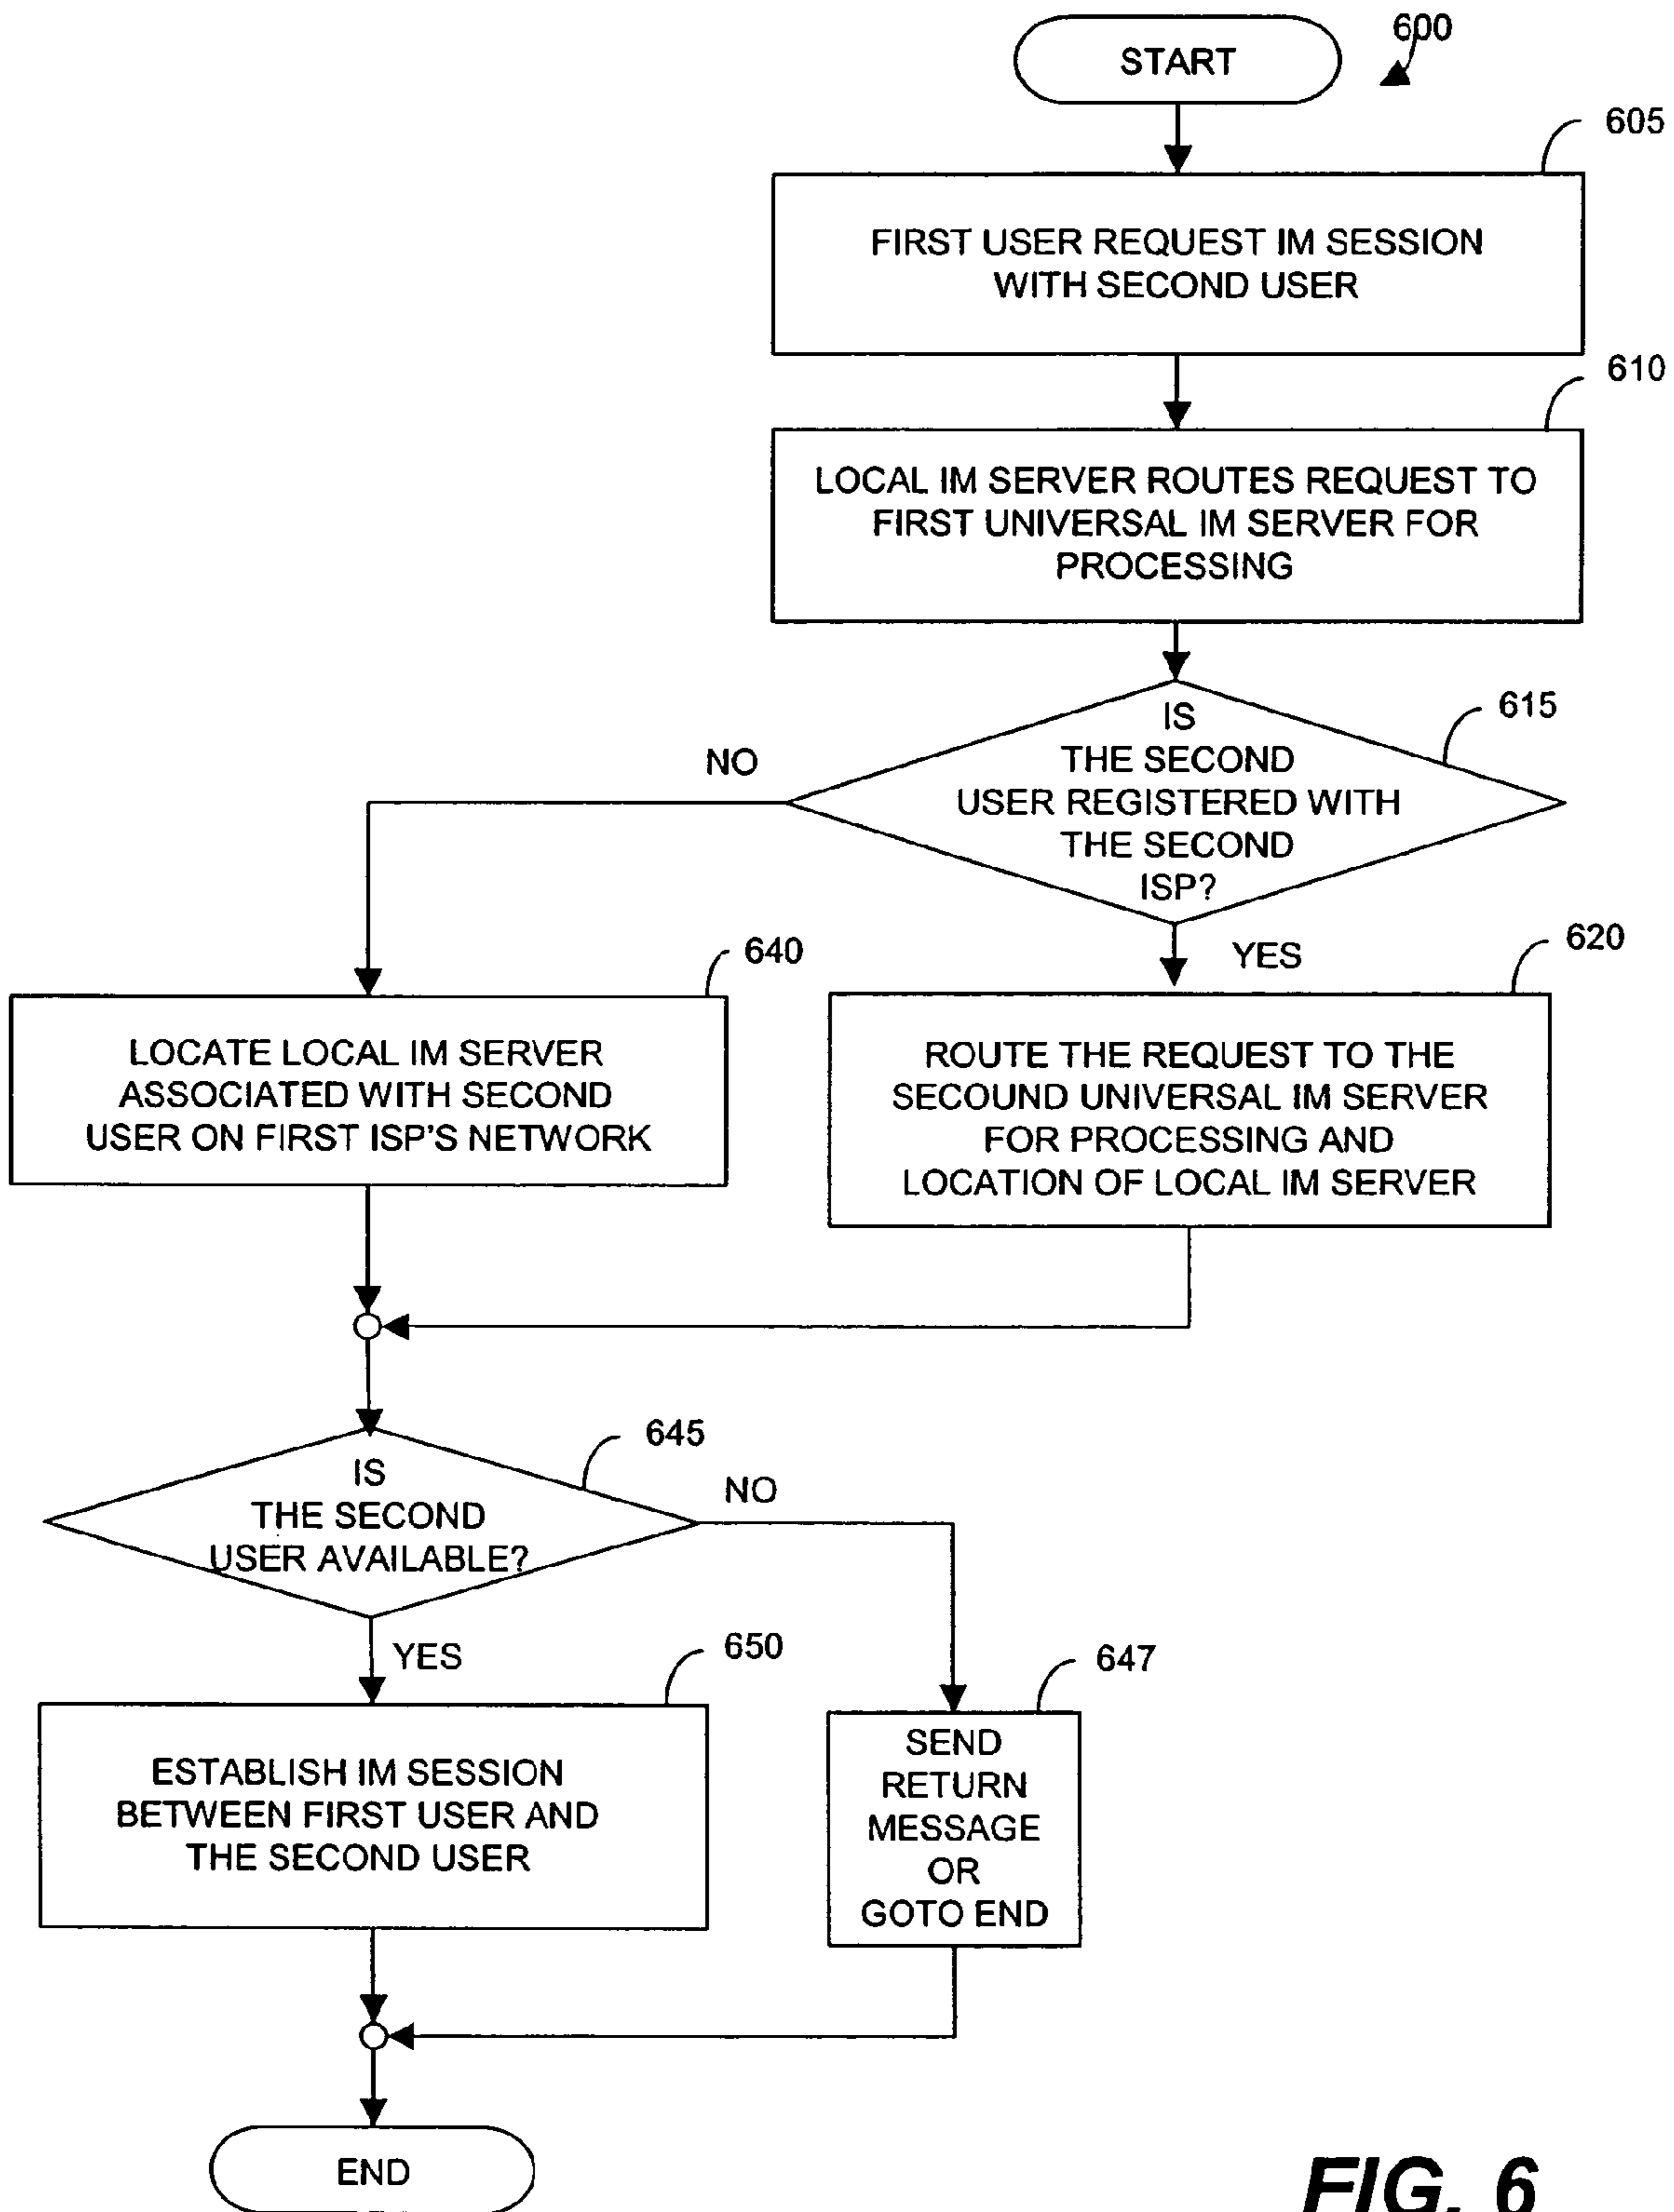 START
600
605
FIRST USER REQUEST IM SESSION
WITH SECOND USER
610
LOCAL IM SERVER ROUTES REQUEST TO
FIRST UNIVERSAL IM SERVER FOR
PROCESSING
615
IS
THE SECOND
USER REGISTERED WITH
THE SECOND
ISP?
NO
YES
640
LOCATE LOCAL IM SERVER
ASSOCIATED WITH SECOND
USER ON FIRST ISP'S NETWORK
620
ROUTE THE REQUEST TO THE
SECOUND UNIVERSAL IM SERVER
FOR PROCESSING AND
LOCATION OF LOCAL IM SERVER
645
IS
THE SECOND
USER AVAILABLE?
NO
YES
650
ESTABLISH IM SESSION
BETWEEN FIRST USER AND
THE SECOND USER
647
SEND
RETURN
MESSAGE
OR
GOTO END
END
FIG. 6